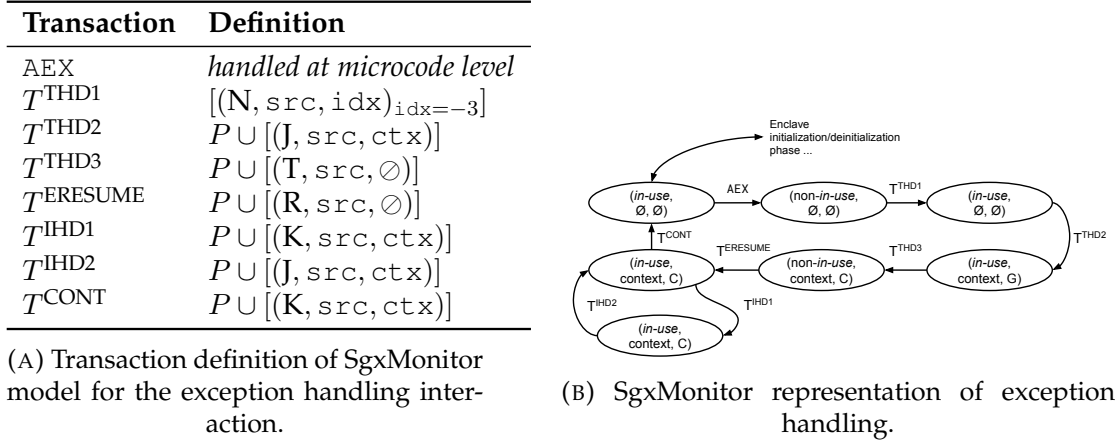 Transaction Definition
AEX handled at microcode level
T^THD1 [(N, src, idx)_idx=−3]
T^THD2 P ∪ [(J, src, ctx)]
T^THD3 P ∪ [(T, src, ⊘)]
T^ERESUME P ∪ [(R, src, ⊘)]
T^IHD1 P ∪ [(K, src, ctx)]
T^IHD2 P ∪ [(J, src, ctx)]
T^CONT P ∪ [(K, src, ctx)]
(A) Transaction definition of SgxMonitor
model for the exception handling inter-
action.
Enclave
initialization/deinitialization
phase ...
(in-use,
Ø, Ø)
AEX
(non-in-use,
Ø, Ø)
T^THD1
(in-use,
Ø, Ø)
T^THD2
T^CONT
(in-use,
context, C)
T^ERESUME
(non-in-use,
context, C)
T^THD3
(in-use,
context, G)
T^IHD2
T^IHD1
(in-use,
context, C)
(B) SgxMonitor representation of exception
handling.